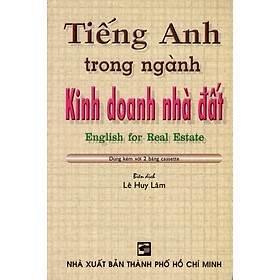 Tiếng Anh
trong ngành
Kinh doanh nhà đất
English for Real Estate
Dùng kèm với 2 băng cassette
Biên dịch
Lê Huy Lâm
NHÀ XUẤT BẢN THÀNH PHỐ HỒ CHÍ MINH